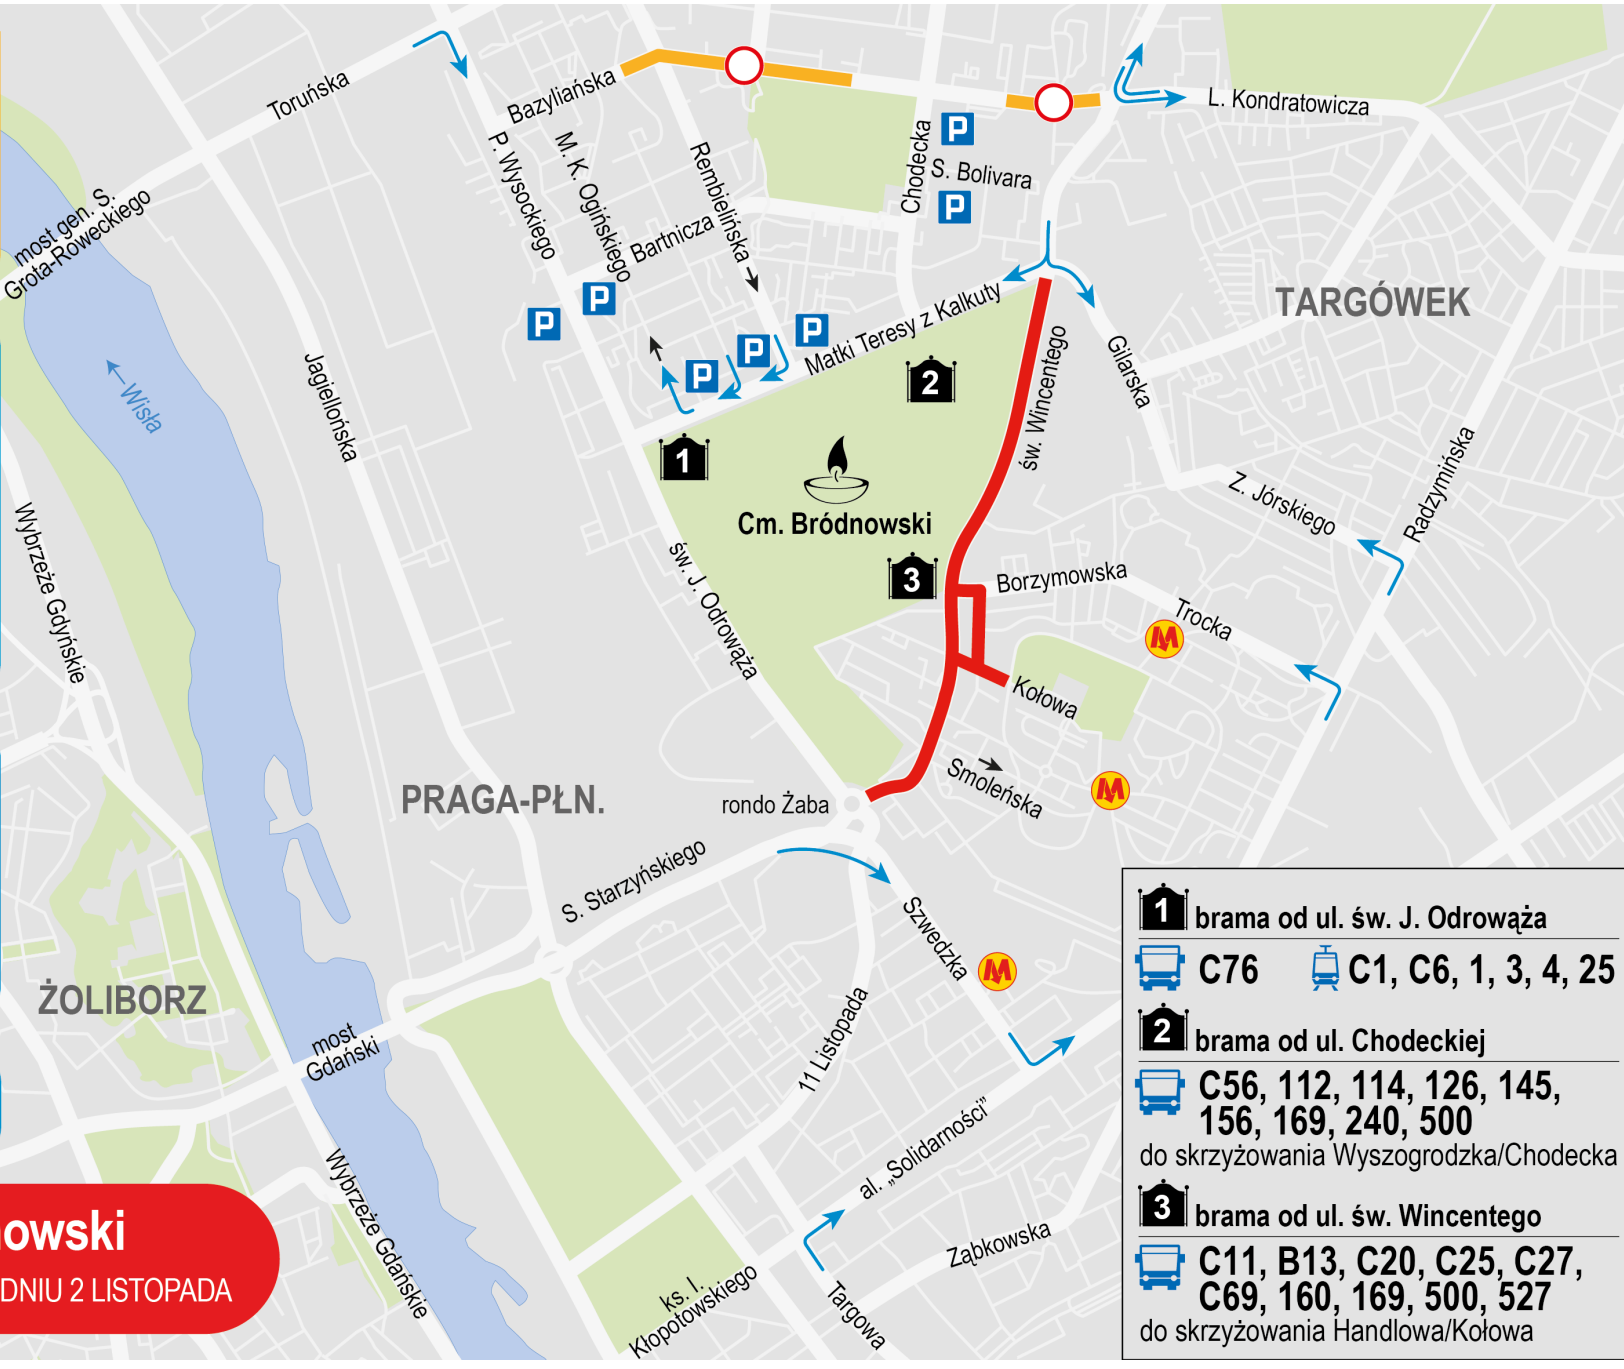 Toruńska
Bazyliańska
L. Kondratowicza
P. Wysockiego
M. K. Ogińskiego
Rembielińska
Chodecka
P
S. Bolivara
P
most gen. S.
Grota-Roweckiego
Bartnicza
P
P
P
P
P
Matki Teresy z Kalkuty
TARGÓWEK
Wisła
Jagiellońska
2
św. Wincentego
Gilarska
1
Cm. Bródnowski
Z. Jórskiego
Radzymińska
Wybrzeże Gdyńskie
św. J. Odrowąża
3
Borzymowska
Trocka
M
Kołowa
PRAGA-PŁN.
rondo Żaba
Smoleńska
M
S. Starzyńskiego
Szwedzka
M
ŻOLIBORZ
most
Gdański
11 Listopada
al. „Solidarności”
Wybrzeże Gdańskie
Ząbkowska
ks. I.
Kłopotowskiego
Targowa
nowski
DNIU 2 LISTOPADA
1 brama od ul. św. J. Odrowąża
C76 C1, C6, 1, 3, 4, 25
2 brama od ul. Chodeckiej
C56, 112, 114, 126, 145,
156, 169, 240, 500
do skrzyżowania Wyszogrodzka/Chodecka
3 brama od ul. św. Wincentego
C11, B13, C20, C25, C27,
C69, 160, 169, 500, 527
do skrzyżowania Handlowa/Kołowa